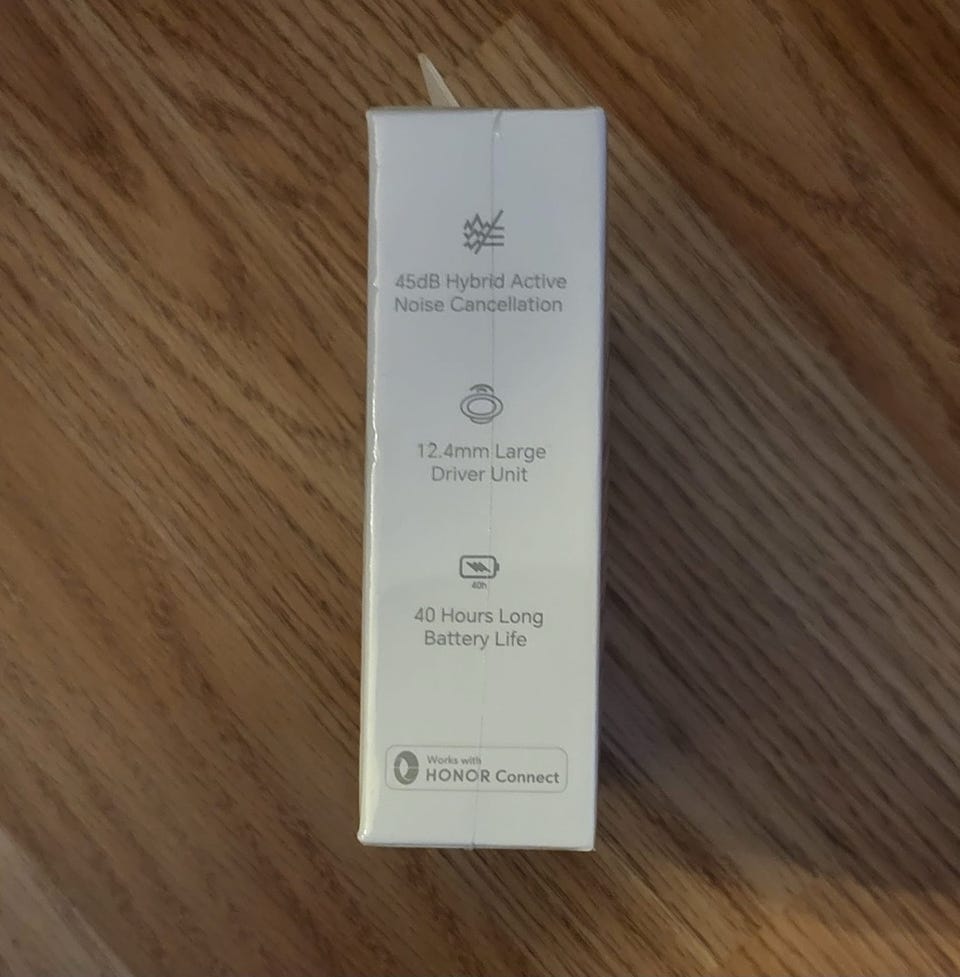 45dB Hybrid Active
Noise Cancellation
12.4mm Large
Driver Unit
40h
40 Hours Long
Battery Life
Works with
HONOR Connect